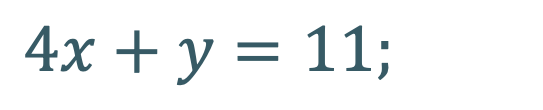 4x + y = 11;